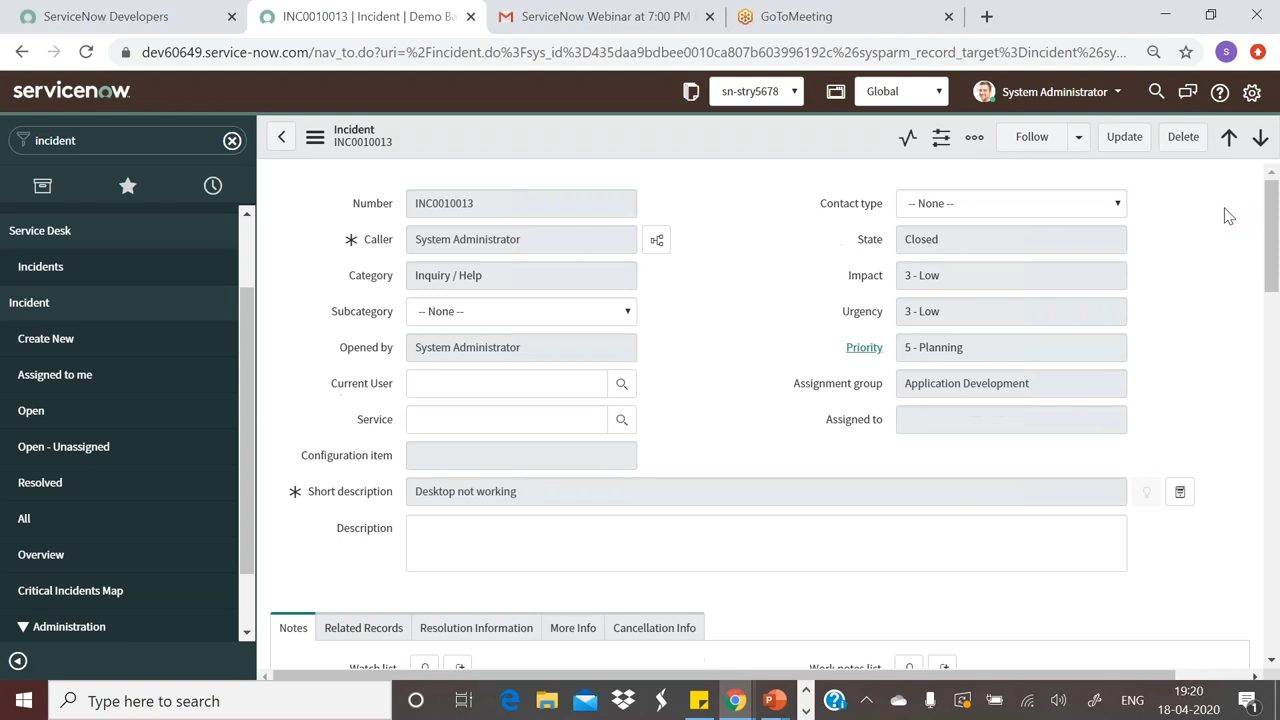 ServiceNow Developers
INC0010013 | Incident | Demo Ba
ServiceNow Webinar at 7:00 PM
GoToMeeting
dev60649.service-now.com/nav_to.do?uri=%2Fincident.do%3Fsys_id%3D435daa9bdbee0010ca807b603996192c%26sysparm_record_target%3Dincident%26sy...
S
servicenow
sn-stry5678
Global
System Administrator
incident
Incident
INC0010013
Follow
Update
Delete
Service Desk
Incidents
Incident
Create New
Assigned to me
Open
Open - Unassigned
Resolved
All
Overview
Critical Incidents Map
Administration
Number
INC0010013
Caller
System Administrator
Category
Inquiry / Help
Subcategory
-- None --
Opened by
System Administrator
Current User
Service
Configuration item
Short description
Desktop not working
Description
Contact type
-- None --
State
Closed
Impact
3 - Low
Urgency
3 - Low
Priority
5 - Planning
Assignment group
Application Development
Assigned to
Notes
Related Records
Resolution Information
More Info
Cancellation Info
Watch list
Work notes list
Type here to search
ENG
19:20
18-04-2020
1